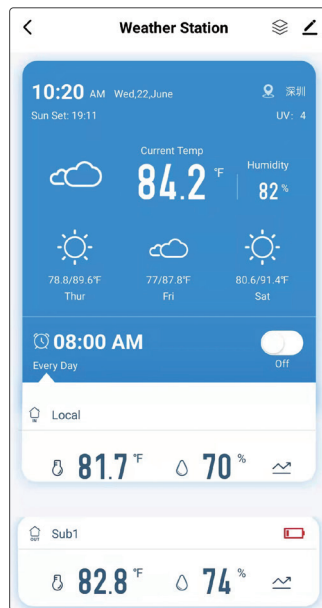 Weather Station
10:20 AM Wed,22,June 深圳
Sun Set: 19:11 UV: 4
Current Temp
84.2 °F
Humidity
82 %
78.8/89.6°F 77/87.8°F 80.6/91.4°F
Thur Fri Sat
08:00 AM
Every Day Off
IN Local
81.7 °F 70 %
OUT Sub1
82.8 °F 74 %